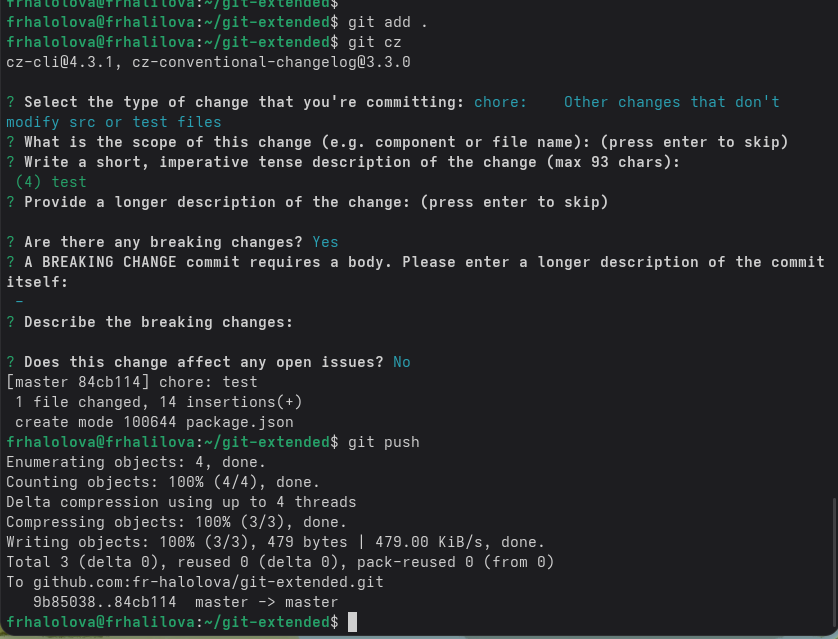 frhalolova@frhalilova:~/git-extended$
frhalolova@frhalilova:~/git-extended$ git add .
frhalolova@frhalilova:~/git-extended$ git cz
cz-cli@4.3.1, cz-conventional-changelog@3.3.0
? Select the type of change that you're committing: chore:    Other changes that don't
modify src or test files
? What is the scope of this change (e.g. component or file name): (press enter to skip)
? Write a short, imperative tense description of the change (max 93 chars):
 (4) test
? Provide a longer description of the change: (press enter to skip)
? Are there any breaking changes? Yes
? A BREAKING CHANGE commit requires a body. Please enter a longer description of the commit
itself:
 –
? Describe the breaking changes:
? Does this change affect any open issues? No
[master 84cb114] chore: test
 1 file changed, 14 insertions(+)
 create mode 100644 package.json
frhalolova@frhalilova:~/git-extended$ git push
Enumerating objects: 4, done.
Counting objects: 100% (4/4), done.
Delta compression using up to 4 threads
Compressing objects: 100% (3/3), done.
Writing objects: 100% (3/3), 479 bytes | 479.00 KiB/s, done.
Total 3 (delta 0), reused 0 (delta 0), pack-reused 0 (from 0)
To github.com:fr-halolova/git-extended.git
   9b85038..84cb114  master -> master
frhalolova@frhalilova:~/git-extended$